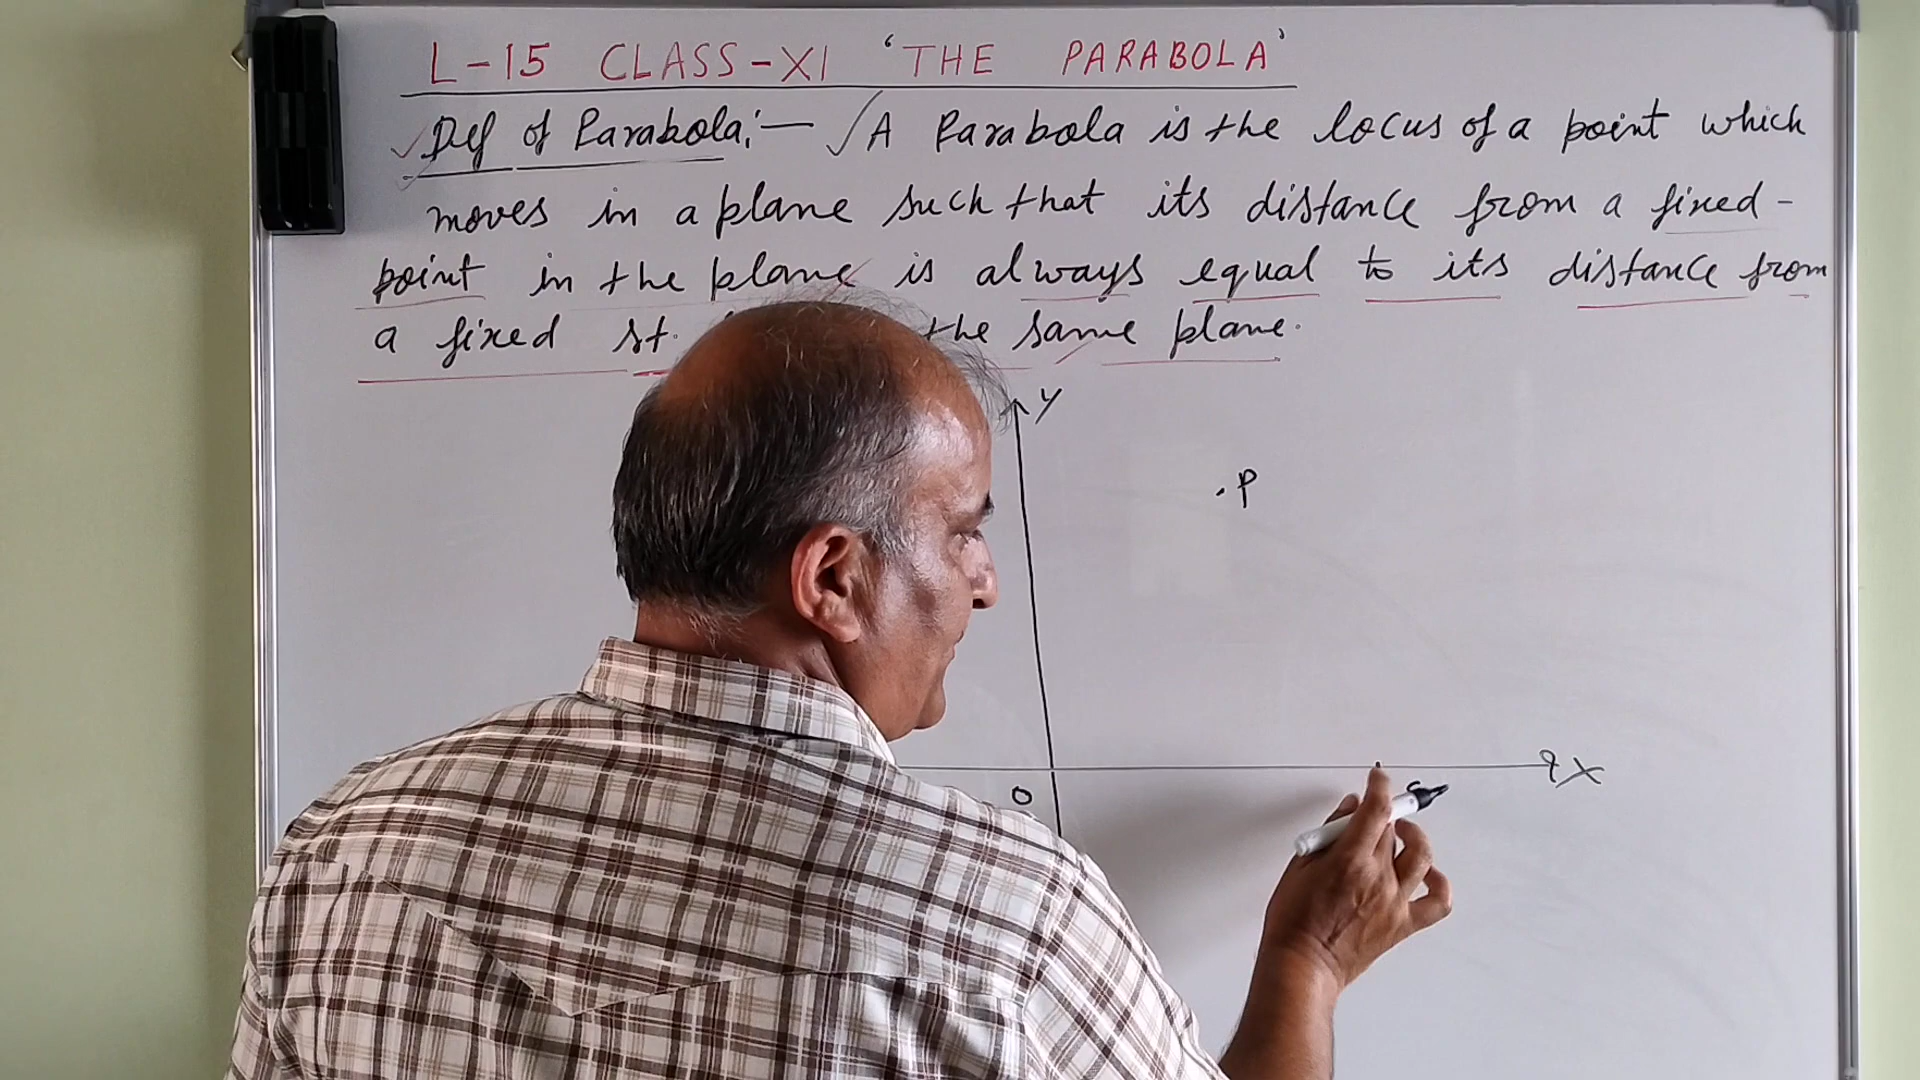 L-15 CLASS-XI 'THE PARABOLA'
Def of Parabola:— A Parabola is the locus of a point which
moves in a plane such that its distance from a fixed-
point in the plane is always equal to its distance from
a fixed st. the same plane.
Y
P
O
X